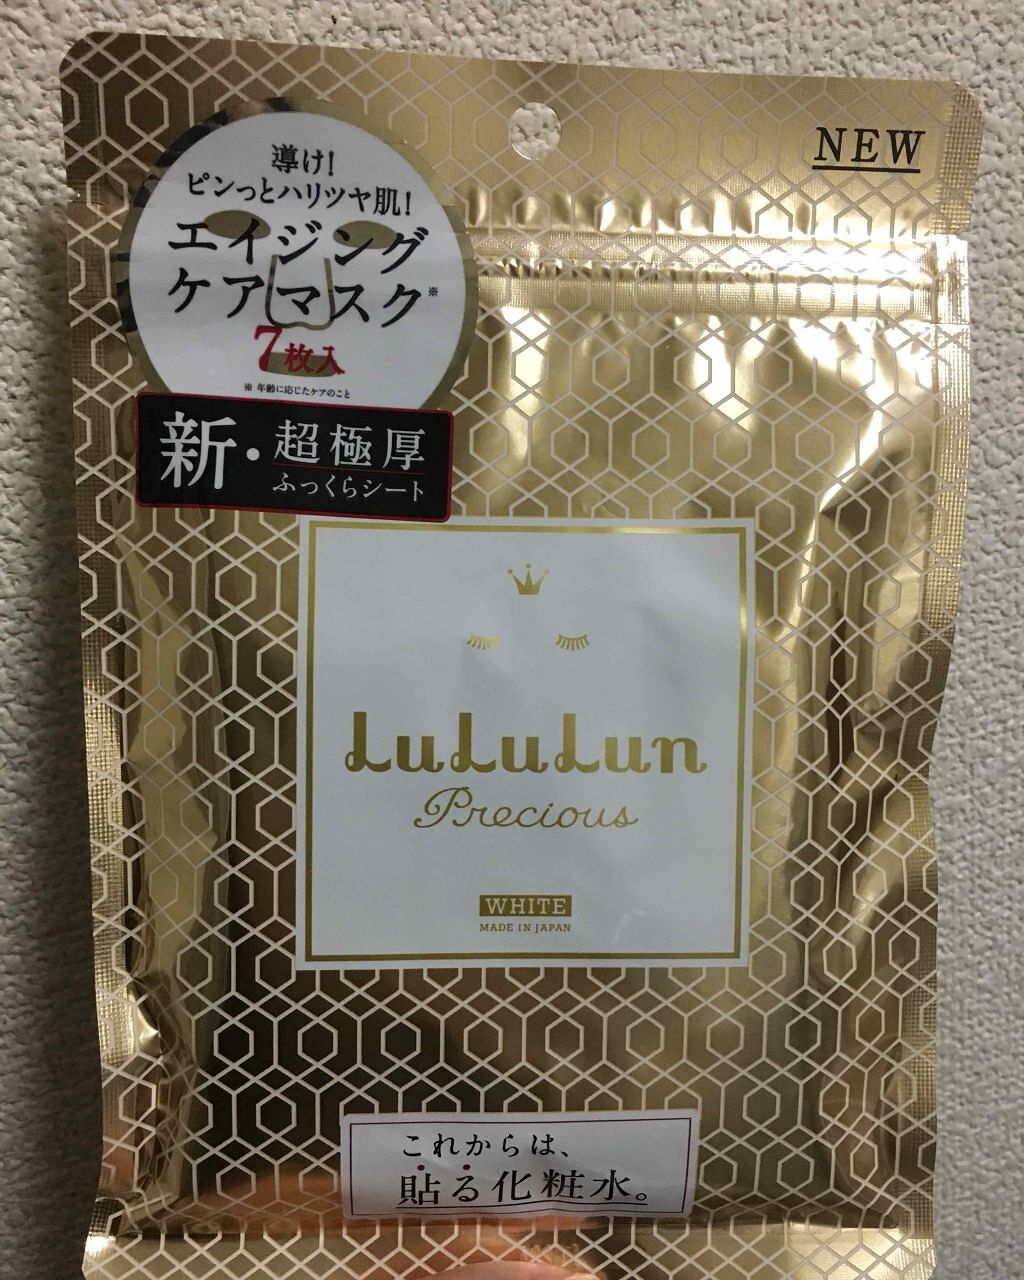 NEW
導け!
ピンっとハリツヤ肌!
エイジング
ケアマスク※
7枚入
※ 年齢に応じたケアのこと
新・超極厚
ふっくらシート
LuLuLun
Precious
WHITE
MADE IN JAPAN
これからは、
貼る化粧水。